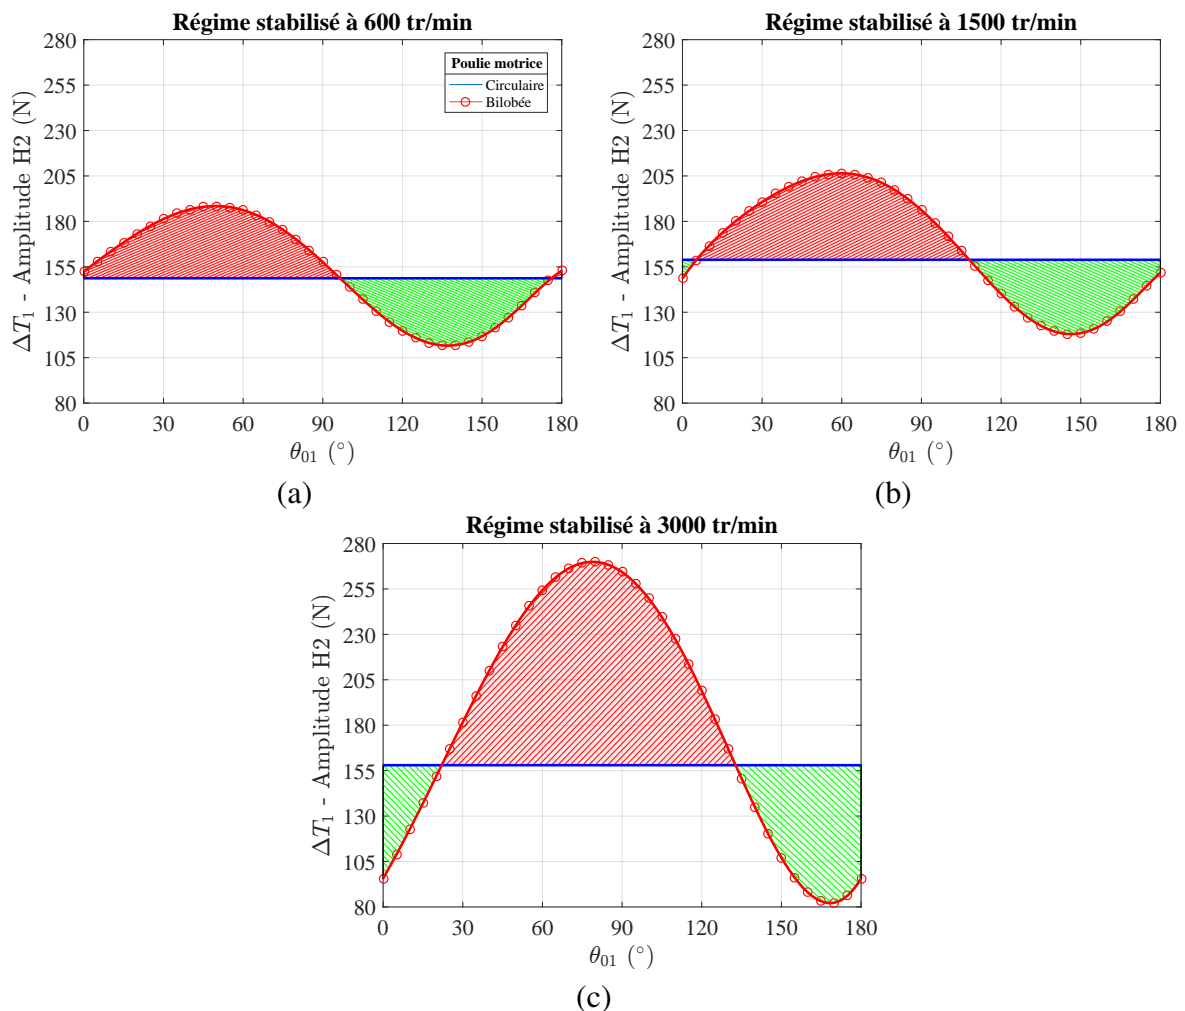 Régime stabilisé à 600 tr/min
280
255
230
205
180
155
130
105
80
ΔT₁ - Amplitude H2 (N)
Poulie motrice
Circulaire
Bilobée
0 30 60 90 120 150 180
θ₀₁ (°)
(a)
Régime stabilisé à 1500 tr/min
280
255
230
205
180
155
130
105
80
ΔT₁ - Amplitude H2 (N)
0 30 60 90 120 150 180
θ₀₁ (°)
(b)
Régime stabilisé à 3000 tr/min
280
255
230
205
180
155
130
105
80
ΔT₁ - Amplitude H2 (N)
0 30 60 90 120 150 180
θ₀₁ (°)
(c)